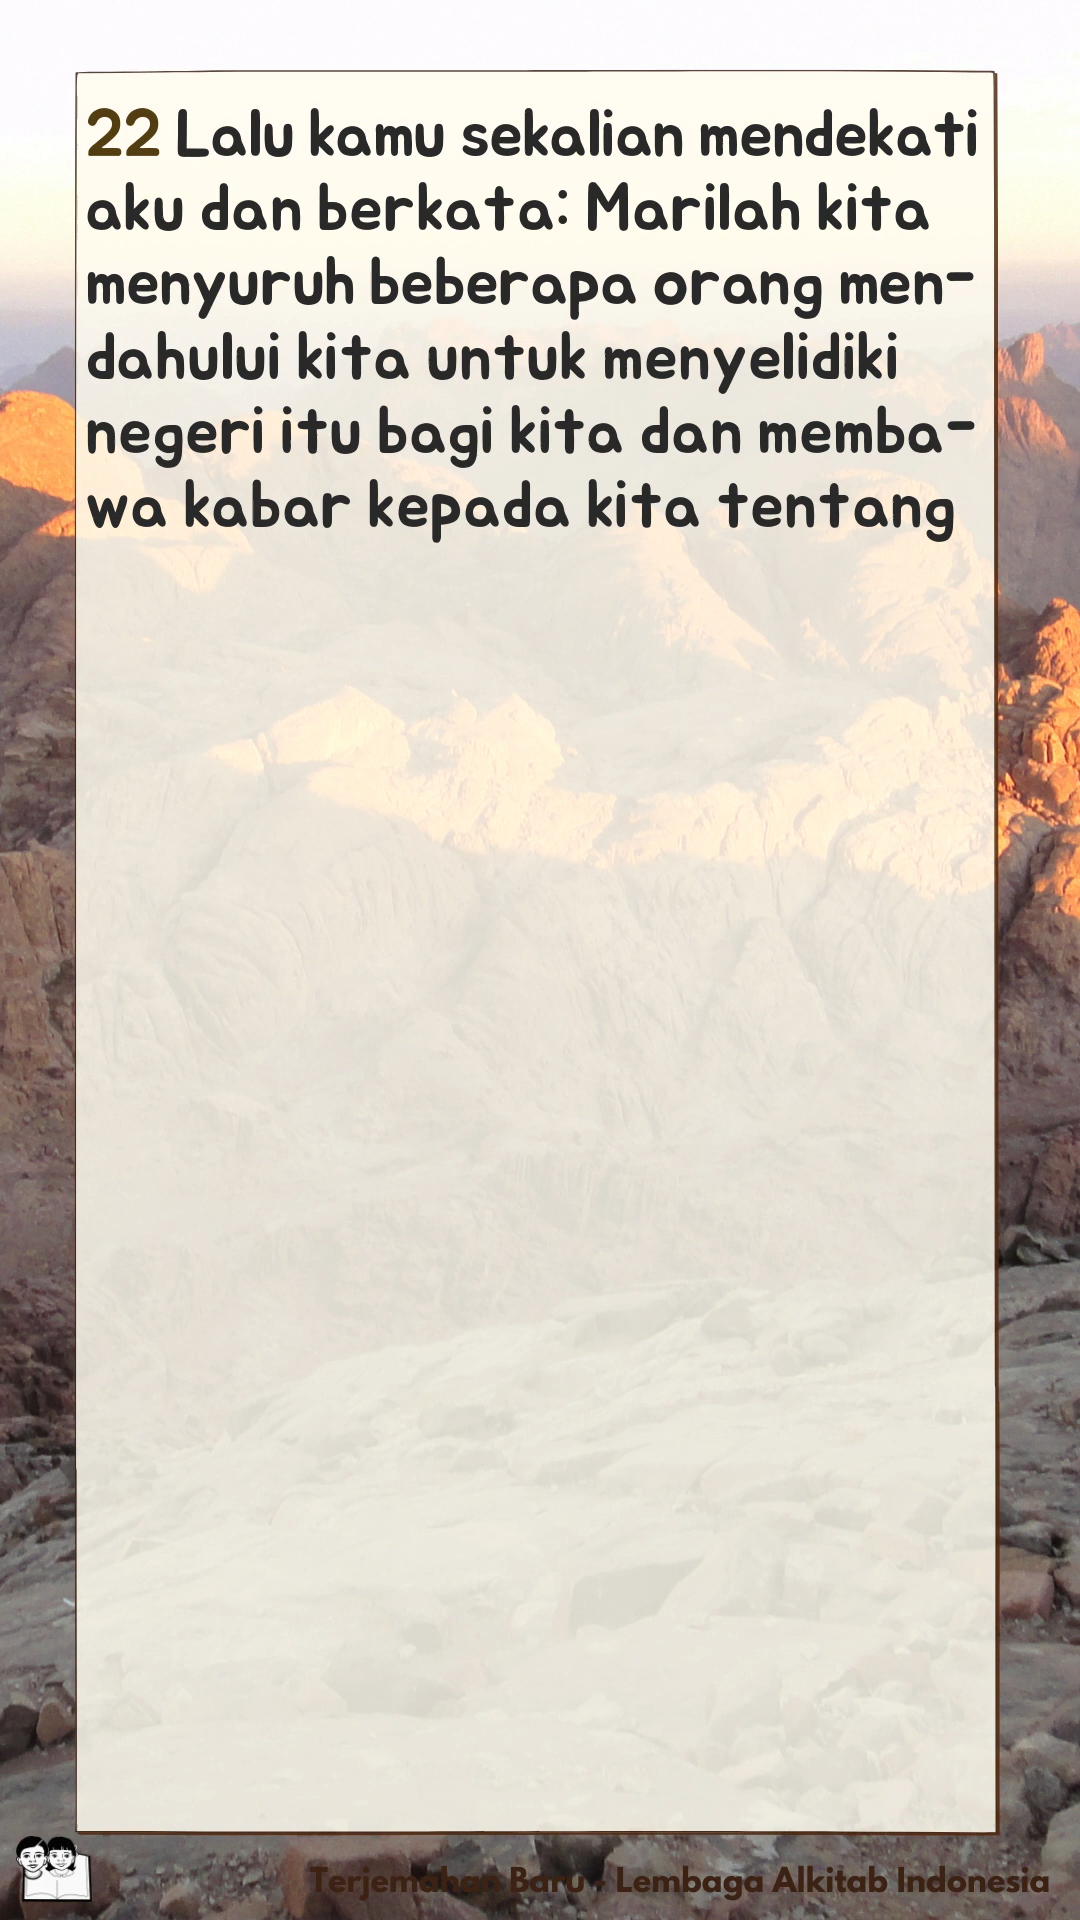 22 Lalu kamu sekalian mendekati
aku dan berkata: Marilah kita
menyuruh beberapa orang men-
dahului kita untuk menyelidiki
negeri itu bagi kita dan memba-
wa kabar kepada kita tentang
Terjemahan Baru - Lembaga Alkitab Indonesia